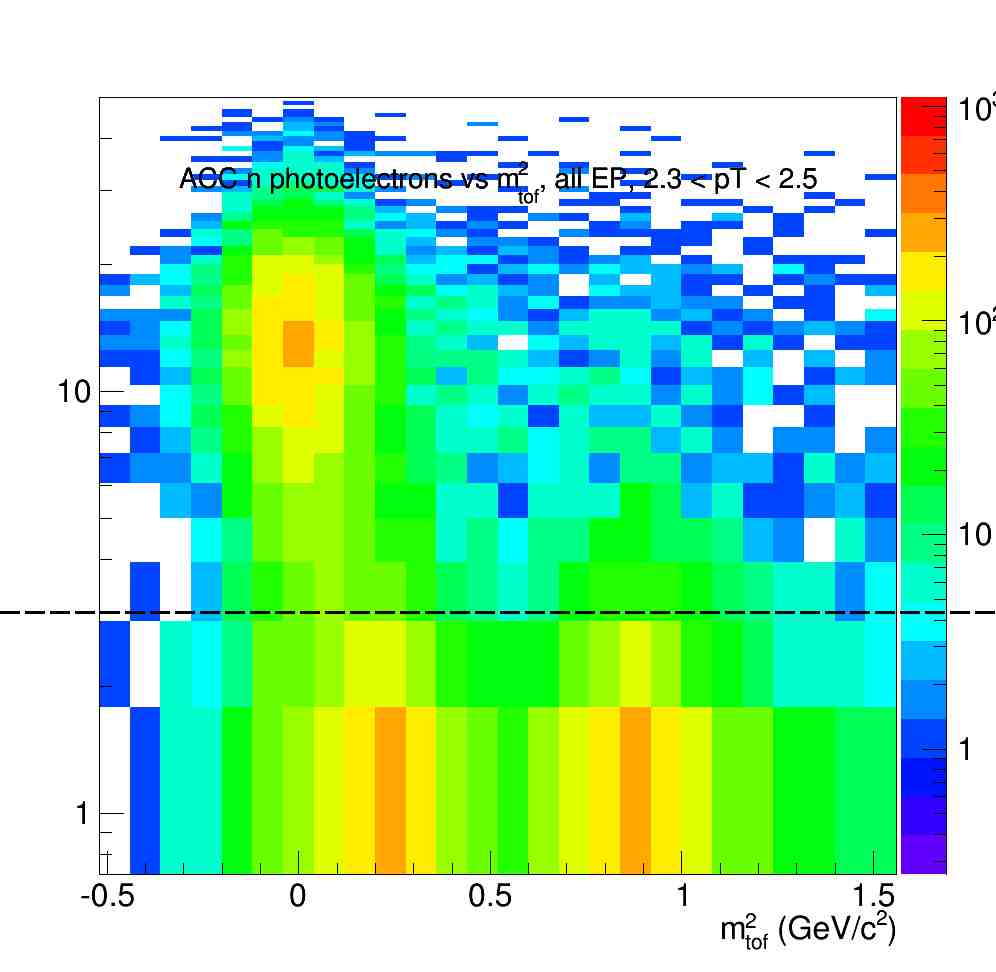 ACC n photoelectrons vs m²tof, all EP, 2.3 < pT < 2.5
10³
10²
10
10
1
1
-0.5 0 0.5 1 1.5
m²tof (GeV/c²)